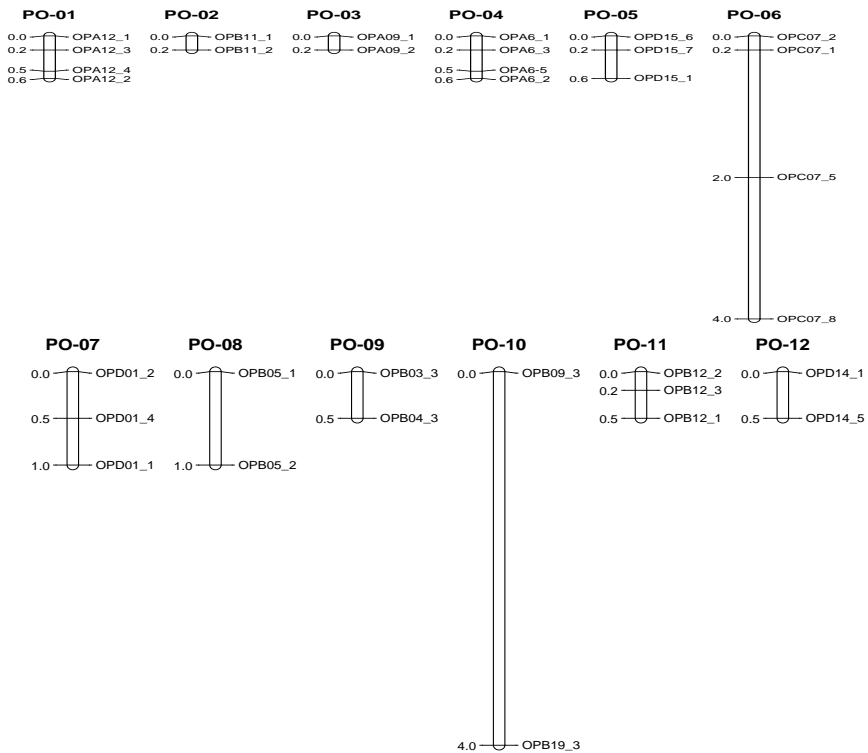 PO-01 PO-02 PO-03 PO-04 PO-05 PO-06
0.0 OPA12_1
0.2 OPA12_3
0.5 OPA12_4
0.6 OPA12_2
0.0 OPB11_1
0.2 OPB11_2
0.0 OPA09_1
0.2 OPA09_2
0.0 OPA6_1
0.2 OPA6_3
0.5 OPA6-5
0.6 OPA6_2
0.0 OPD15_6
0.2 OPD15_7
0.6 OPD15_1
0.0 OPC07_2
0.2 OPC07_1
2.0 OPC07_5
4.0 OPC07_8
PO-07 PO-08 PO-09 PO-10 PO-11 PO-12
0.0 OPD01_2
0.5 OPD01_4
1.0 OPD01_1
0.0 OPB05_1
1.0 OPB05_2
0.0 OPB03_3
0.5 OPB04_3
0.0 OPB09_3
4.0 OPB19_3
0.0 OPB12_2
0.2 OPB12_3
0.5 OPB12_1
0.0 OPD14_1
0.5 OPD14_5